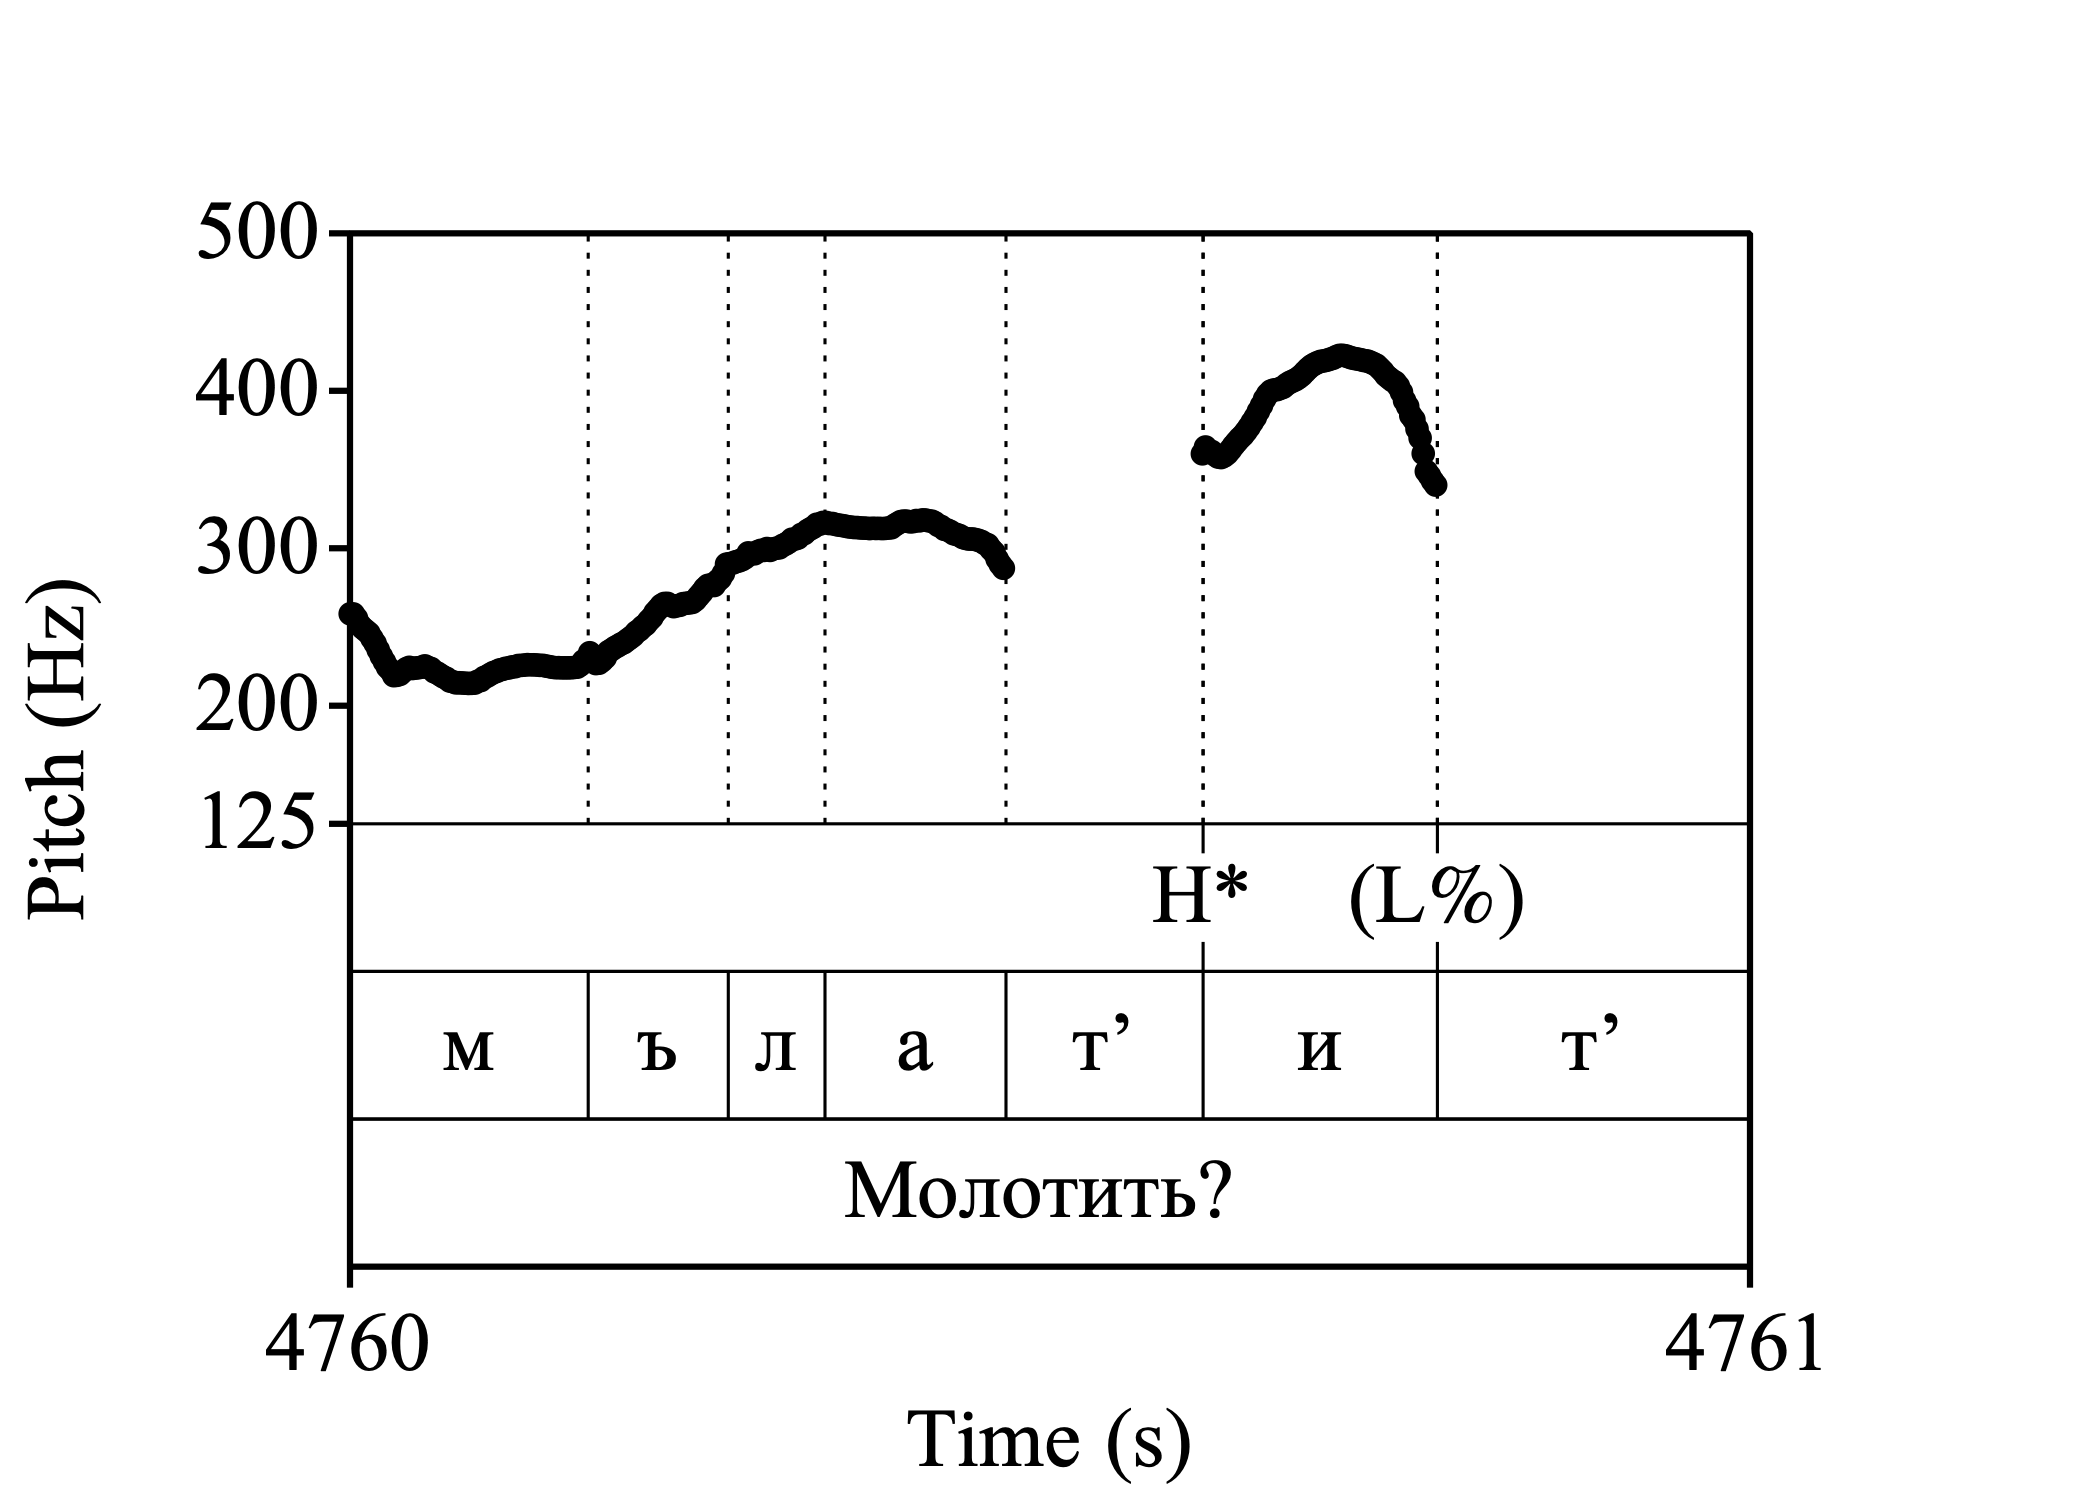 500
400
300
200
125
Pitch (Hz)
H* (L%)
м ъ л а т’ и т’
Молотить?
4760 4761
Time (s)